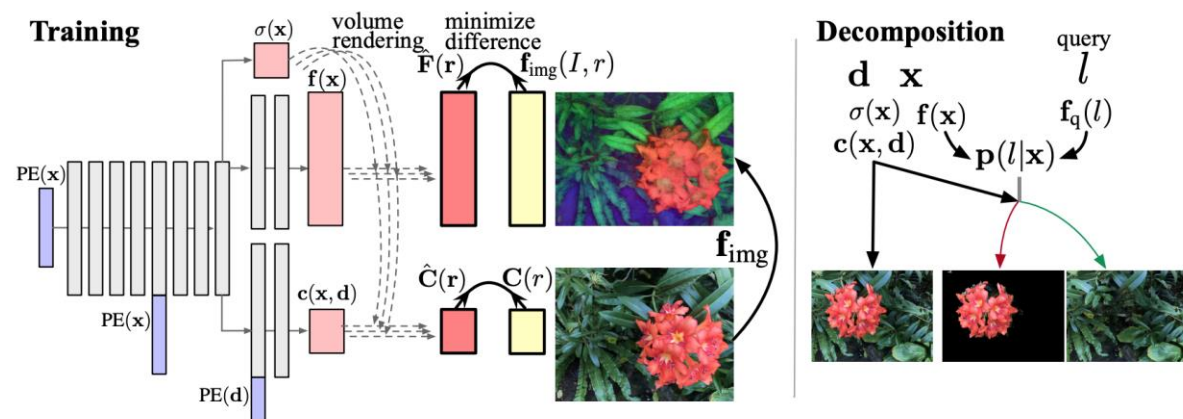 Training
σ(x)
volume
rendering
minimize
difference
f(x)
F̂(r)
f_img(I, r)
PE(x)
PE(x)
c(x, d)
Ĉ(r)
C(r)
PE(d)
f_img
Decomposition
query
d x
l
σ(x) f(x)
f_q(l)
c(x, d)
p(l|x)